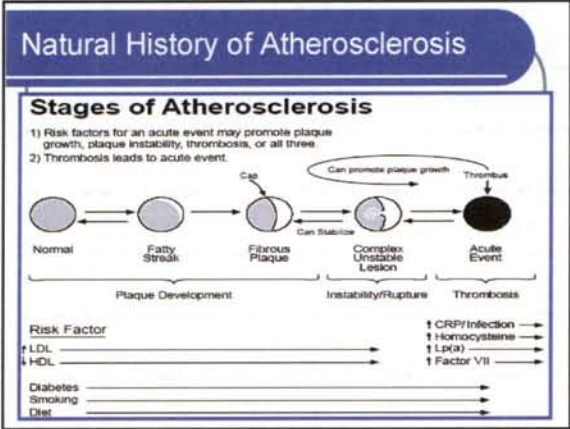 Natural History of Atherosclerosis
Stages of Atherosclerosis
1) Risk factors for an acute event may promote plaque
growth, plaque instability, thrombosis, or all three.
2) Thrombosis leads to acute event.
Cap
Can promote plaque growth
Thrombus
Can Stabilize
Normal
Fatty
Streak
Fibrous
Plaque
Complex
Unstable
Lesion
Acute
Event
Plaque Development
Instability/Rupture
Thrombosis
Risk Factor
↑ LDL
↓ HDL
↑ CRP/Infection
↑ Homocysteine
↑ Lp(a)
↑ Factor VII
Diabetes
Smoking
Diet